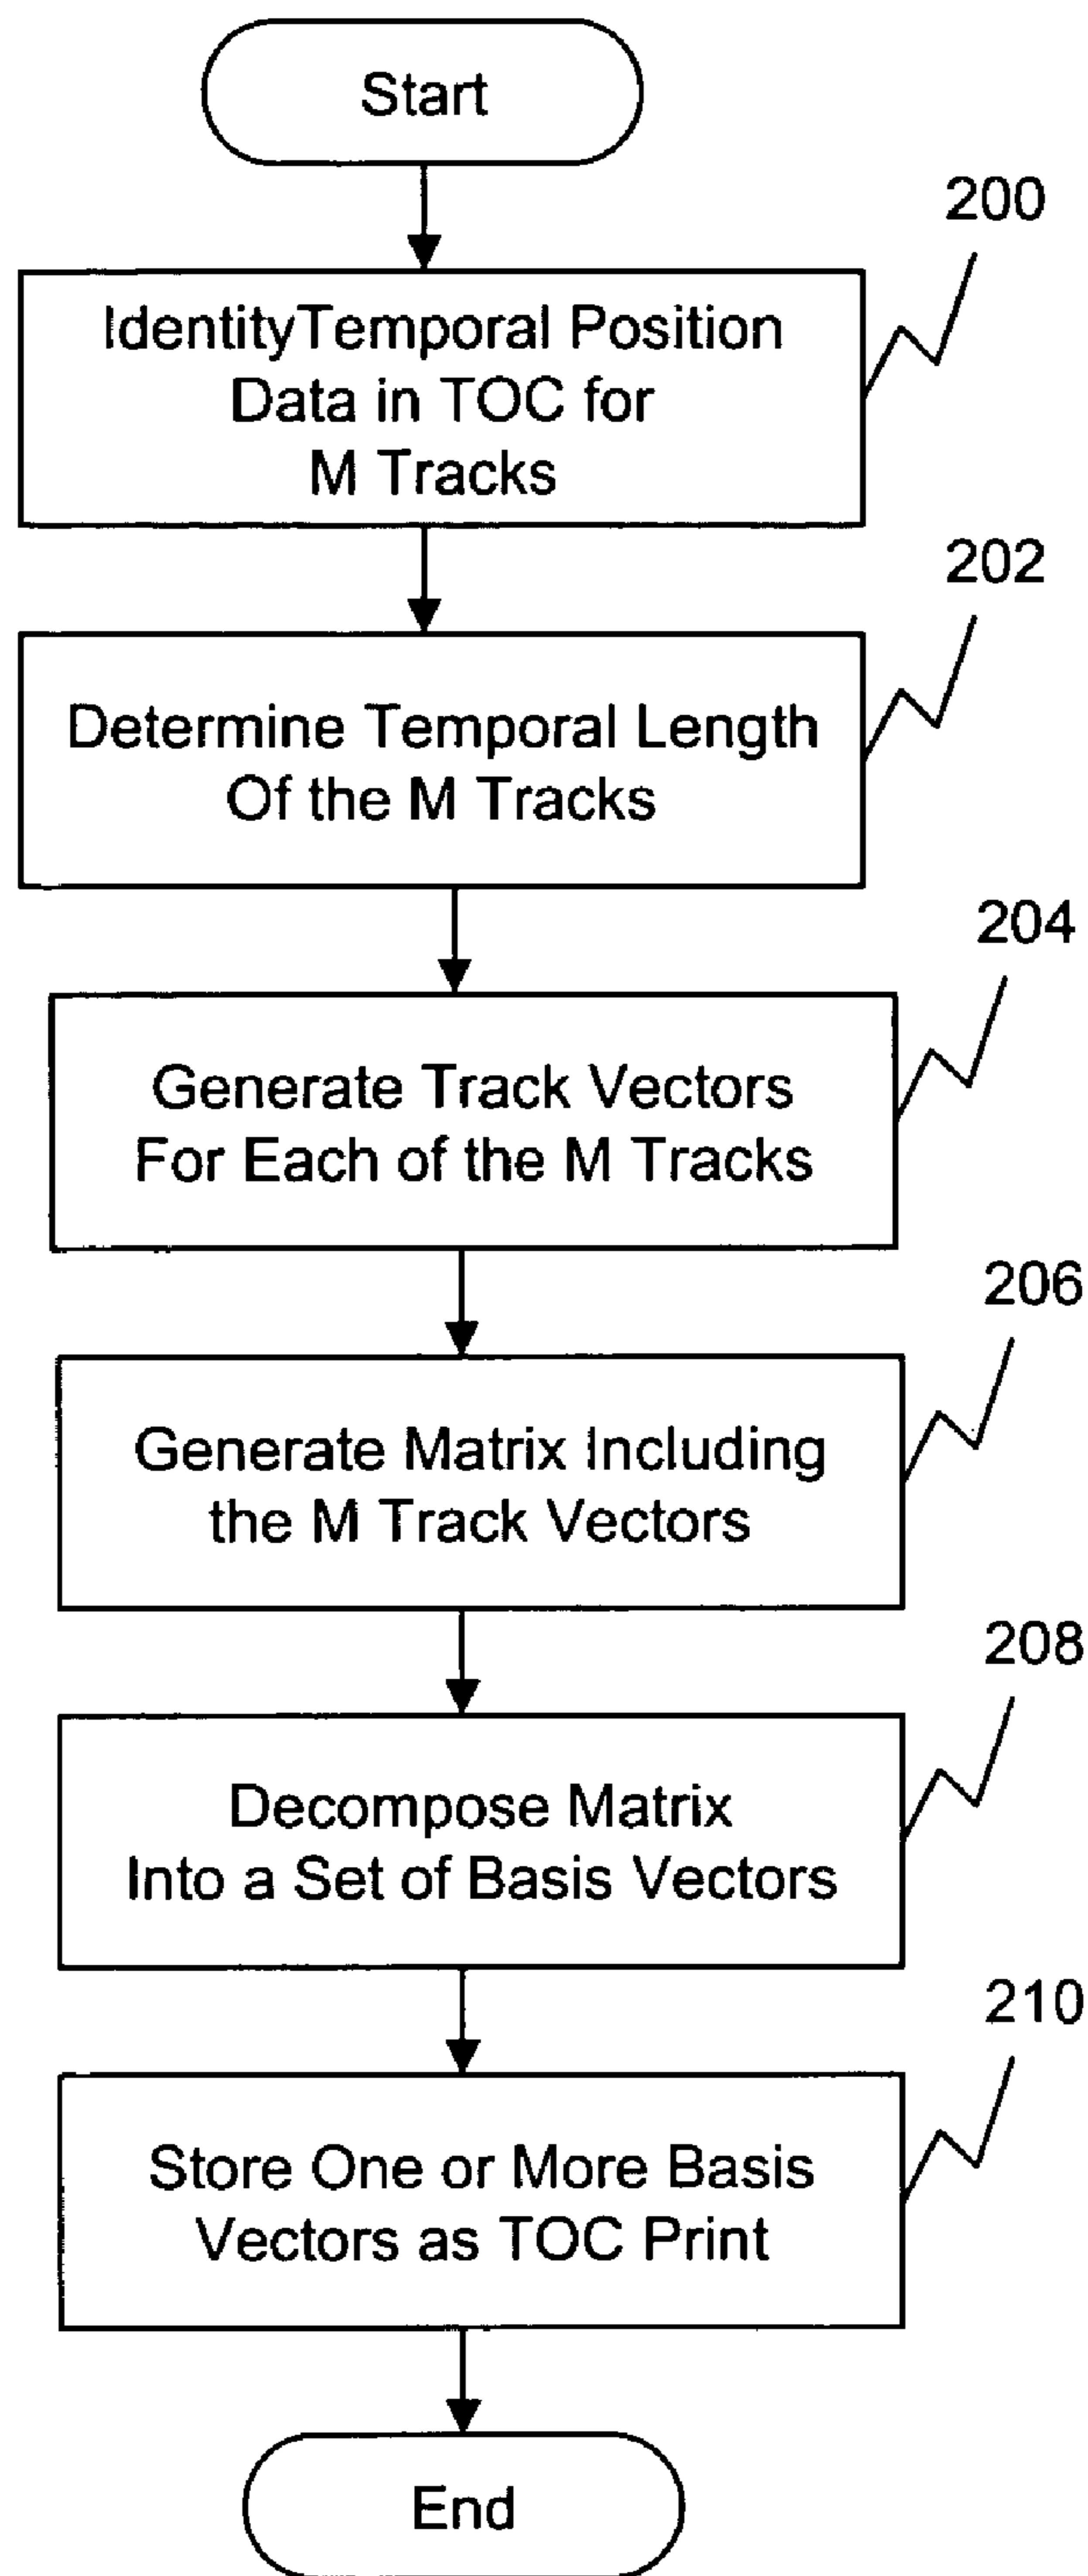 Start
200
IdentityTemporal Position
Data in TOC for
M Tracks
202
Determine Temporal Length
Of the M Tracks
204
Generate Track Vectors
For Each of the M Tracks
206
Generate Matrix Including
the M Track Vectors
208
Decompose Matrix
Into a Set of Basis Vectors
210
Store One or More Basis
Vectors as TOC Print
End